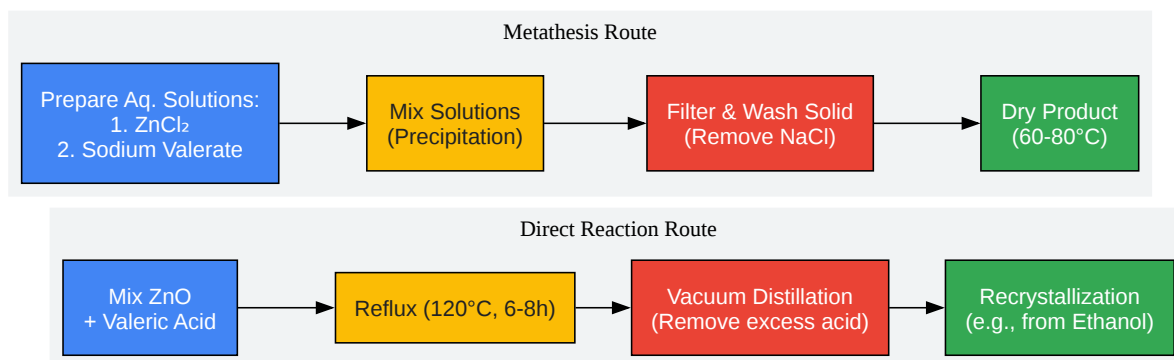 Metathesis Route
Prepare Aq. Solutions:
1. ZnCl₂
2. Sodium Valerate
Mix Solutions
(Precipitation)
Filter & Wash Solid
(Remove NaCl)
Dry Product
(60-80°C)
Direct Reaction Route
Mix ZnO
+ Valeric Acid
Reflux (120°C, 6-8h)
Vacuum Distillation
(Remove excess acid)
Recrystallization
(e.g., from Ethanol)